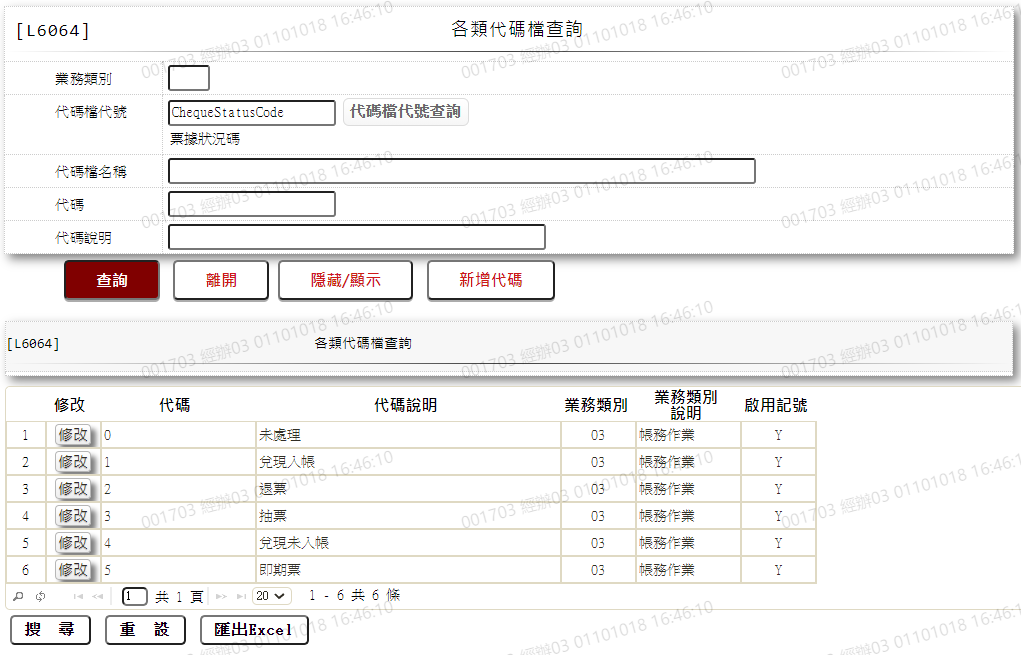 [L6064] 各類代碼檔查詢
業務類別
代碼檔代號 ChequeStatusCode 代碼檔代號查詢
票據狀況碼
代碼檔名稱
代碼
代碼說明
查詢 離開 隱藏/顯示 新增代碼
[L6064] 各類代碼檔查詢
修改 代碼 代碼說明 業務類別 業務類別說明 啟用記號
1 修改 0 未處理 03 帳務作業 Y
2 修改 1 兌現入帳 03 帳務作業 Y
3 修改 2 退票 03 帳務作業 Y
4 修改 3 抽票 03 帳務作業 Y
5 修改 4 兌現未入帳 03 帳務作業 Y
6 修改 5 即期票 03 帳務作業 Y
1 共 1 頁 20 1 - 6 共 6 條
搜 尋 重 設 匯出Excel
001703 經辦03 01101018 16:46:10